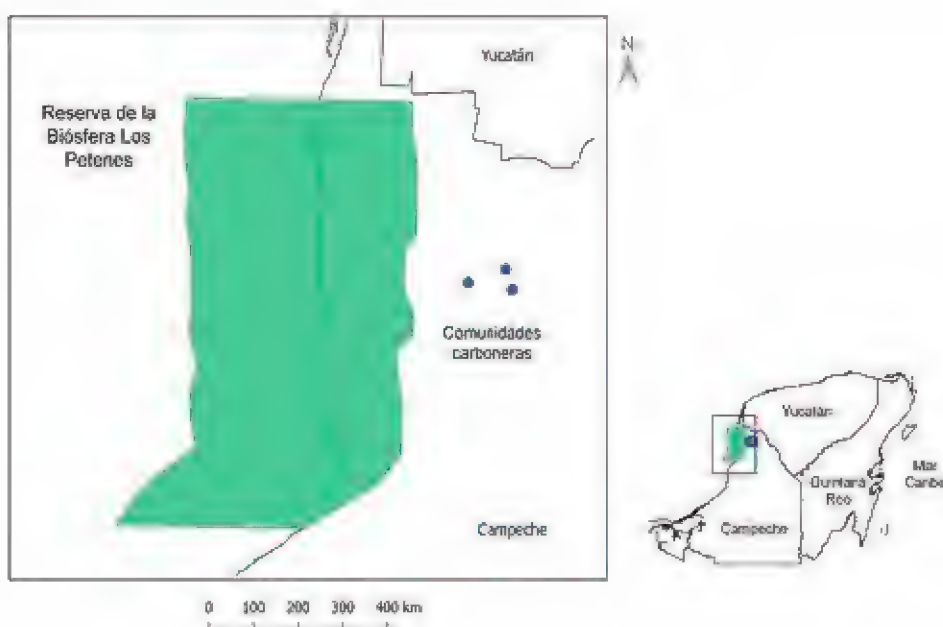 Yucatán
N
Reserva de la
Biósfera Los
Petenes
Comunidades
carboneras
Campeche
0 100 200 300 400 km
Yucatán
Quintana
Roo
Mar
Caribe
Campeche